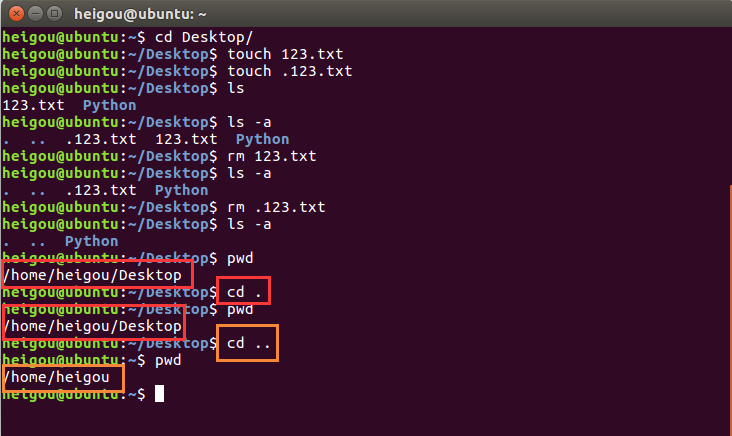 heigou@ubuntu: ~
heigou@ubuntu:~$ cd Desktop/
heigou@ubuntu:~/Desktop$ touch 123.txt
heigou@ubuntu:~/Desktop$ touch .123.txt
heigou@ubuntu:~/Desktop$ ls
123.txt  Python
heigou@ubuntu:~/Desktop$ ls -a
.  ..  .123.txt  123.txt  Python
heigou@ubuntu:~/Desktop$ rm 123.txt
heigou@ubuntu:~/Desktop$ ls -a
.  ..  .123.txt  Python
heigou@ubuntu:~/Desktop$ rm .123.txt
heigou@ubuntu:~/Desktop$ ls -a
.  ..  Python
heigou@ubuntu:~/Desktop$ pwd
/home/heigou/Desktop
heigou@ubuntu:~/Desktop$ cd .
heigou@ubuntu:~/Desktop$ pwd
/home/heigou/Desktop
heigou@ubuntu:~/Desktop$ cd ..
heigou@ubuntu:~$ pwd
/home/heigou
heigou@ubuntu:~$